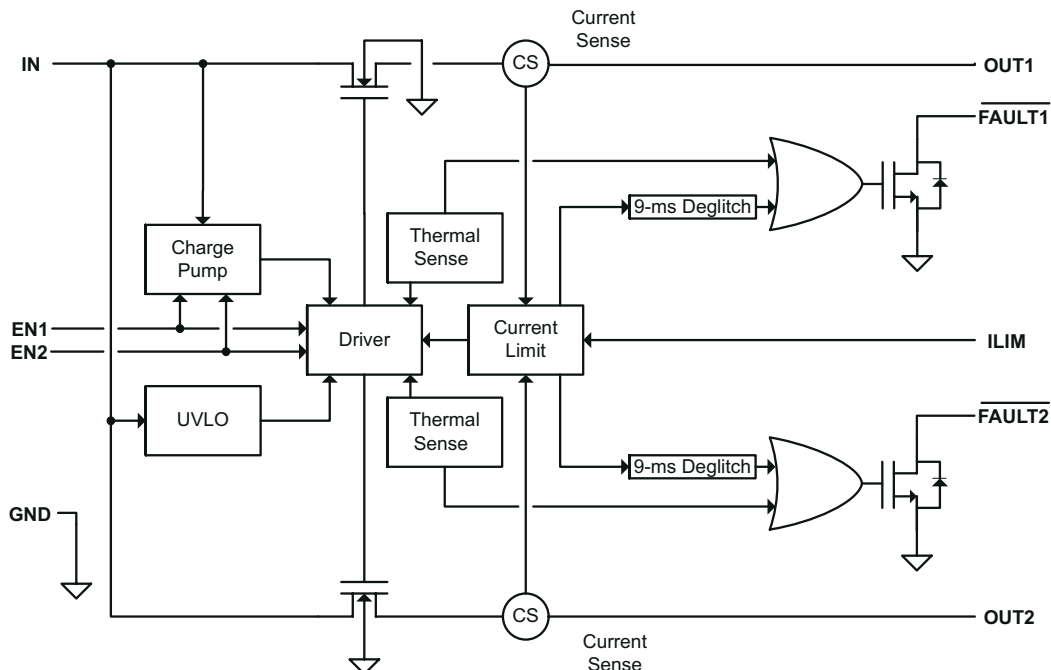 Current
Sense
IN
CS
OUT1
FAULT1
9-ms Deglitch
Thermal
Sense
Charge
Pump
EN1
EN2
Driver
Current
Limit
ILIM
UVLO
Thermal
Sense
FAULT2
9-ms Deglitch
GND
CS
OUT2
Current
Sense